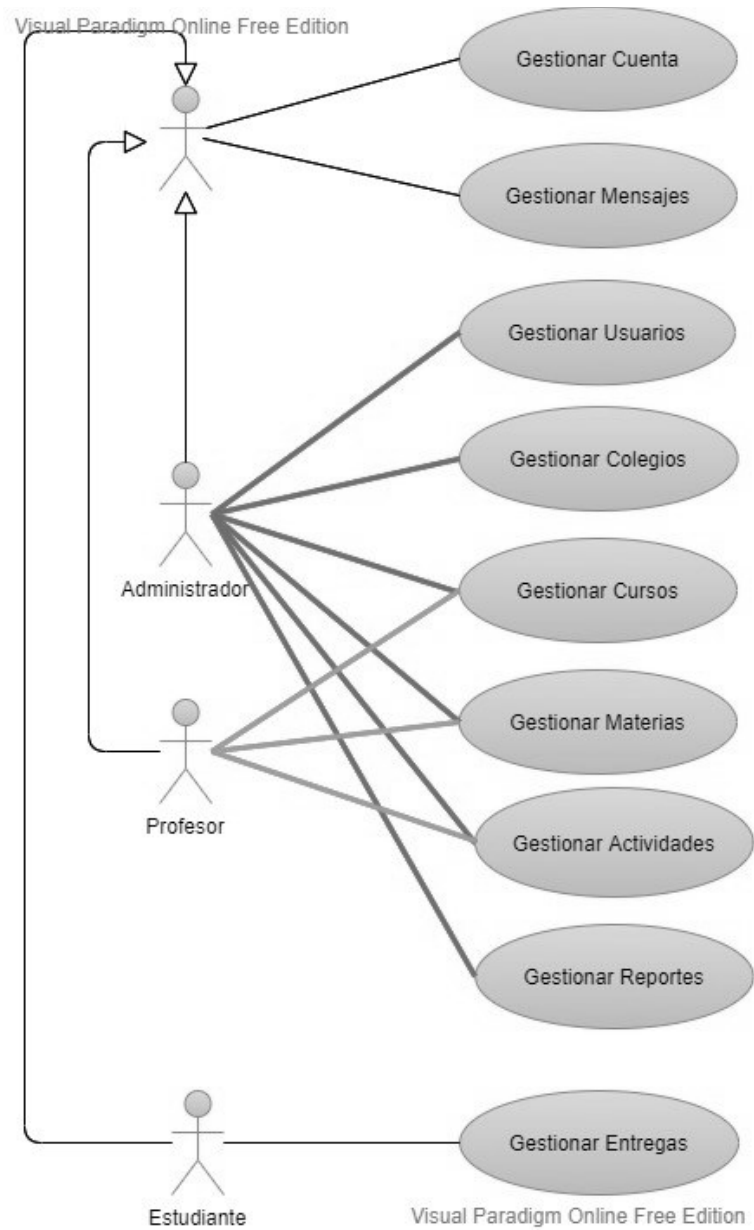 Visual Paradigm Online Free Edition
Gestionar Cuenta
Gestionar Mensajes
Gestionar Usuarios
Gestionar Colegios
Administrador
Gestionar Cursos
Gestionar Materias
Profesor
Gestionar Actividades
Gestionar Reportes
Gestionar Entregas
Estudiante
Visual Paradigm Online Free Edition